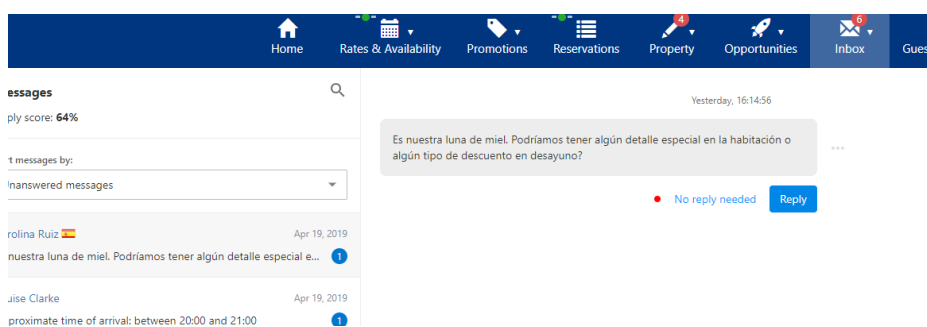 4
6
Home
Rates & Availability
Promotions
Reservations
Property
Opportunities
Inbox
Gues
essages
ply score: 64%
rt messages by:
Jnanswered messages
rolina Ruiz
Apr 19, 2019
nuestra luna de miel. Podríamos tener algún detalle especial e...
1
uise Clarke
Apr 19, 2019
proximate time of arrival: between 20:00 and 21:00
1
Yesterday, 16:14:56
Es nuestra luna de miel. Podríamos tener algún detalle especial en la habitación o
algún tipo de descuento en desayuno?
No reply needed
Reply